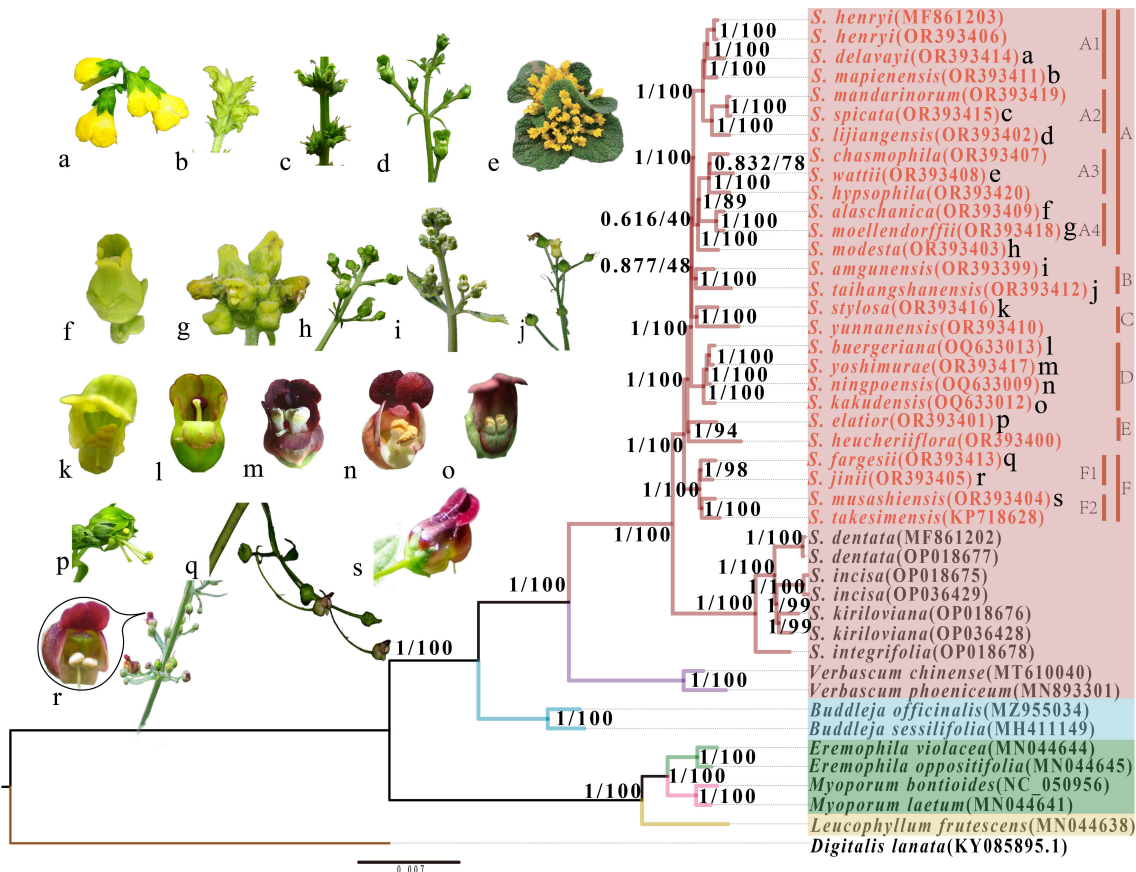 a
b
c
d
e
f
g
h
i
j
k
l
m
n
o
p
q
s
r
S. henryi(MF861203)
S. henryi(OR393406)
S. delavayi(OR393414)a
S. mapienensis(OR393411)b
S. mandarinorum(OR393419)
S. spicata(OR393415)c
S. lijiangensis(OR393402)d
S. chasmophila(OR393407)
S. wattii(OR393408)e
S. hypsophila(OR393420)
S. alaschanica(OR393409)f
S. moellendorffii(OR393418)g
S. modesta(OR393403)h
S. amgunensis(OR393399)i
S. taihangshanensis(OR393412)j
S. stylosa(OR393416)k
S. yunnanensis(OR393410)
S. buergeriana(OQ633013)l
S. yoshimurae(OR393417)m
S. ningpoensis(OQ633009)n
S. kakudensis(OQ633012)o
S. elatior(OR393401)p
S. heucheriiflora(OR393400)
S. fargesii(OR393413)q
S. jinii(OR393405)r
S. musashiensis(OR393404)s
S. takesimensis(KP718628)
S. dentata(MF861202)
S. dentata(OP018677)
S. incisa(OP018675)
S. incisa(OP036429)
S. kiriloviana(OP018676)
S. kiriloviana(OP036428)
S. integrifolia(OP018678)
Verbascum chinense(MT610040)
Verbascum phoeniceum(MN893301)
Buddleja officinalis(MZ955034)
Buddleja sessilifolia(MH411149)
Eremophila violacea(MN044644)
Eremophila oppositifolia(MN044645)
Myoporum bontioides(NC_050956)
Myoporum laetum(MN044641)
Leucophyllum frutescens(MN044638)
Digitalis lanata(KY085895.1)
A1
A2
A3
A4
A
B
C
D
E
F1
F2
F
1/100
1/100
1/100
1/100
1/100
1/100
1/100
0.832/78
1/100
1/89
0.616/40
1/100
1/100
0.877/48
1/100
1/100
1/100
1/100
1/100
1/100
1/100
1/94
1/100
1/98
1/100
1/100
1/100
1/100
1/100
1/100
1/99
1/100
1/99
1/100
1/100
1/100
1/100
1/100
1/100
1/100
1/100
0.007